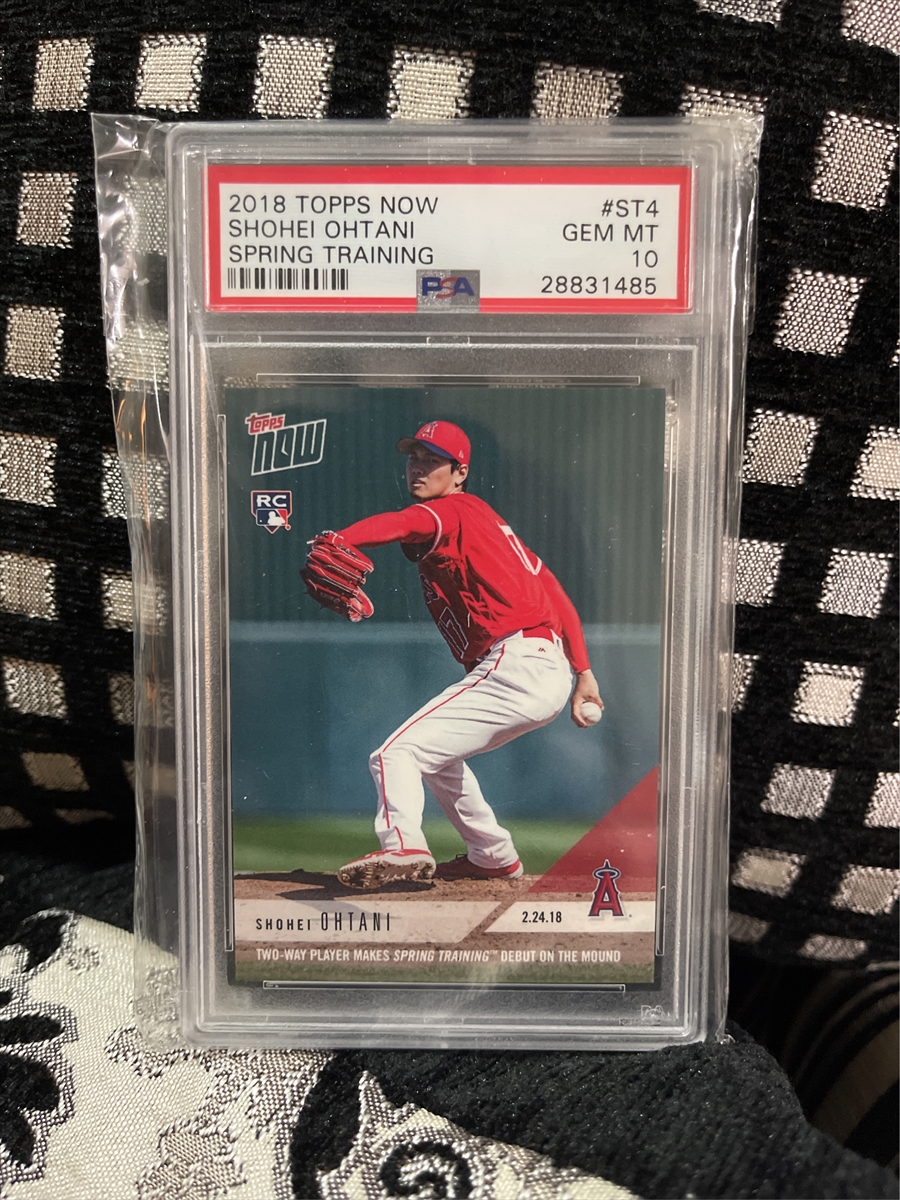 2018 TOPPS NOW #ST4
SHOHEI OHTANI GEM MT
SPRING TRAINING 10
PSA 28831485
topps
NOW
RC
A
17
SHOHEI OHTANI 2.24.18 A
TWO-WAY PLAYER MAKES SPRING TRAINING™ DEBUT ON THE MOUND